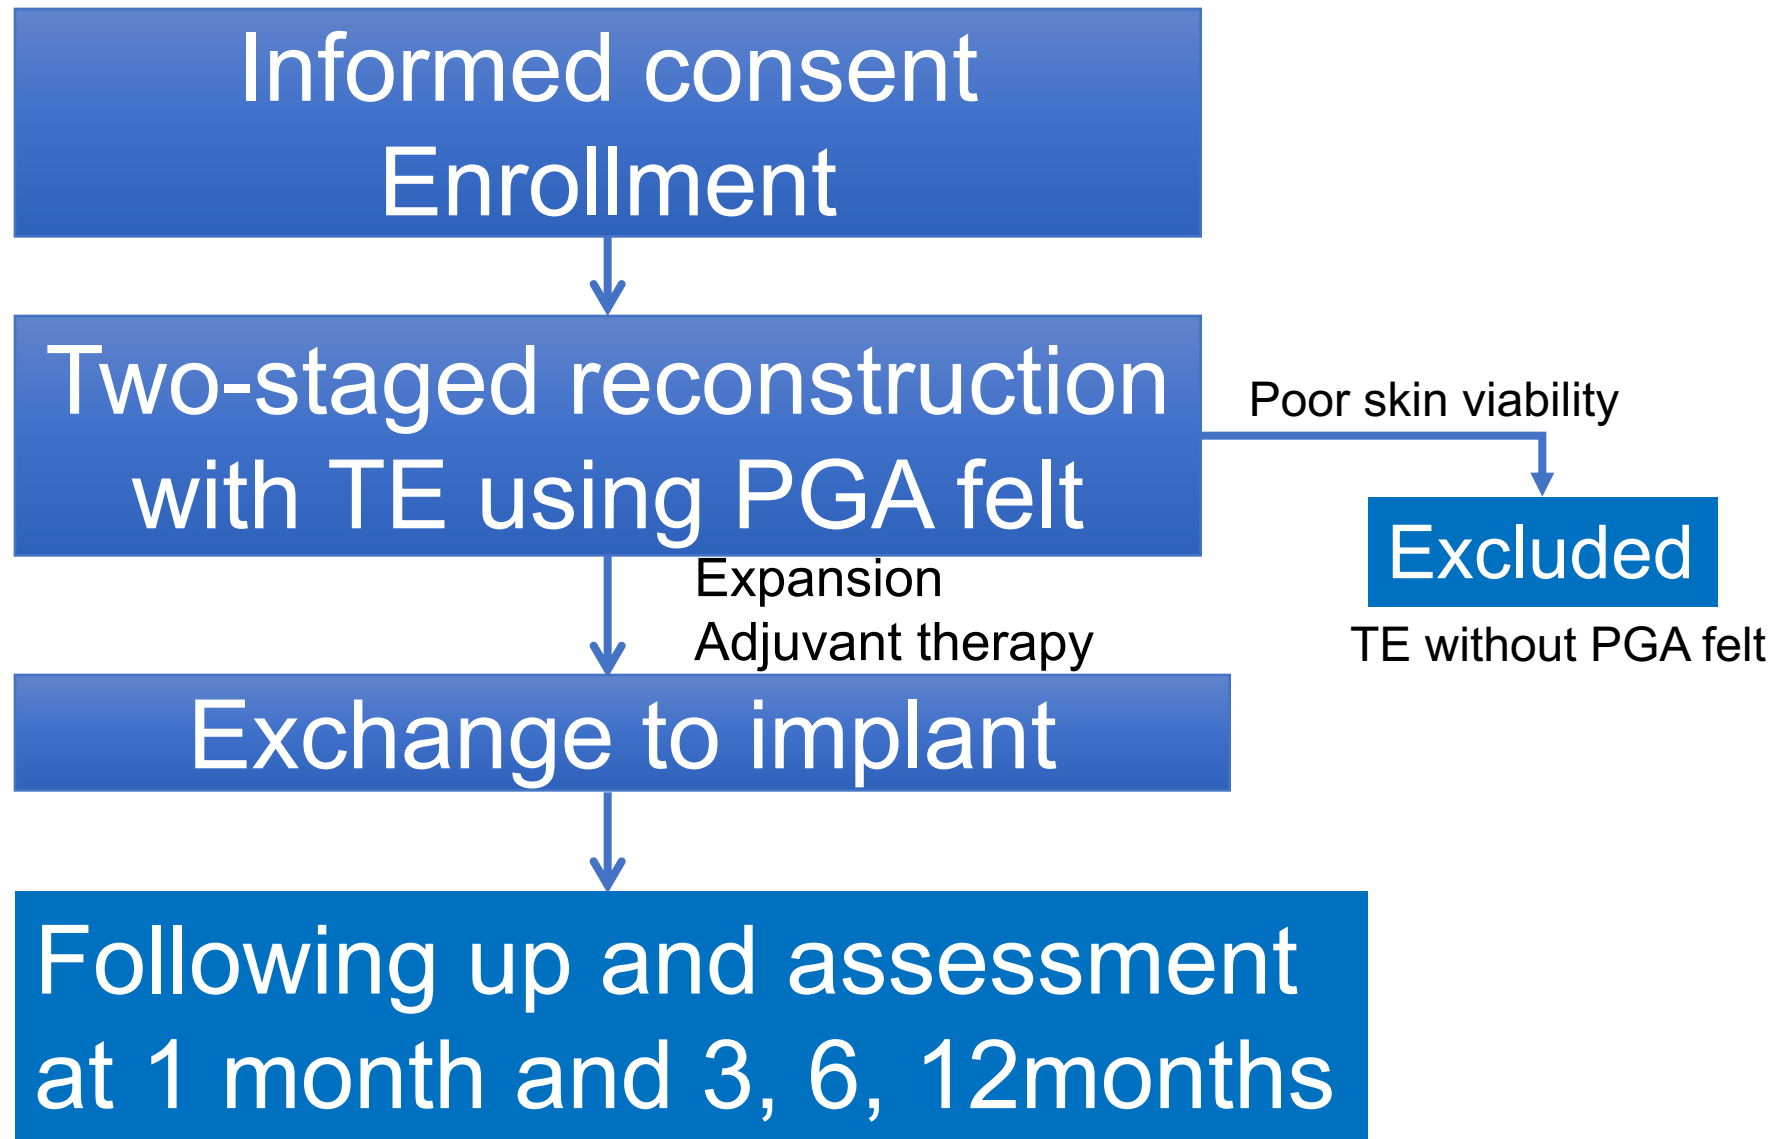 Informed consent
Enrollment
Two-staged reconstruction
with TE using PGA felt
Poor skin viability
Excluded
TE without PGA felt
Expansion
Adjuvant therapy
Exchange to implant
Following up and assessment
at 1 month and 3, 6, 12months